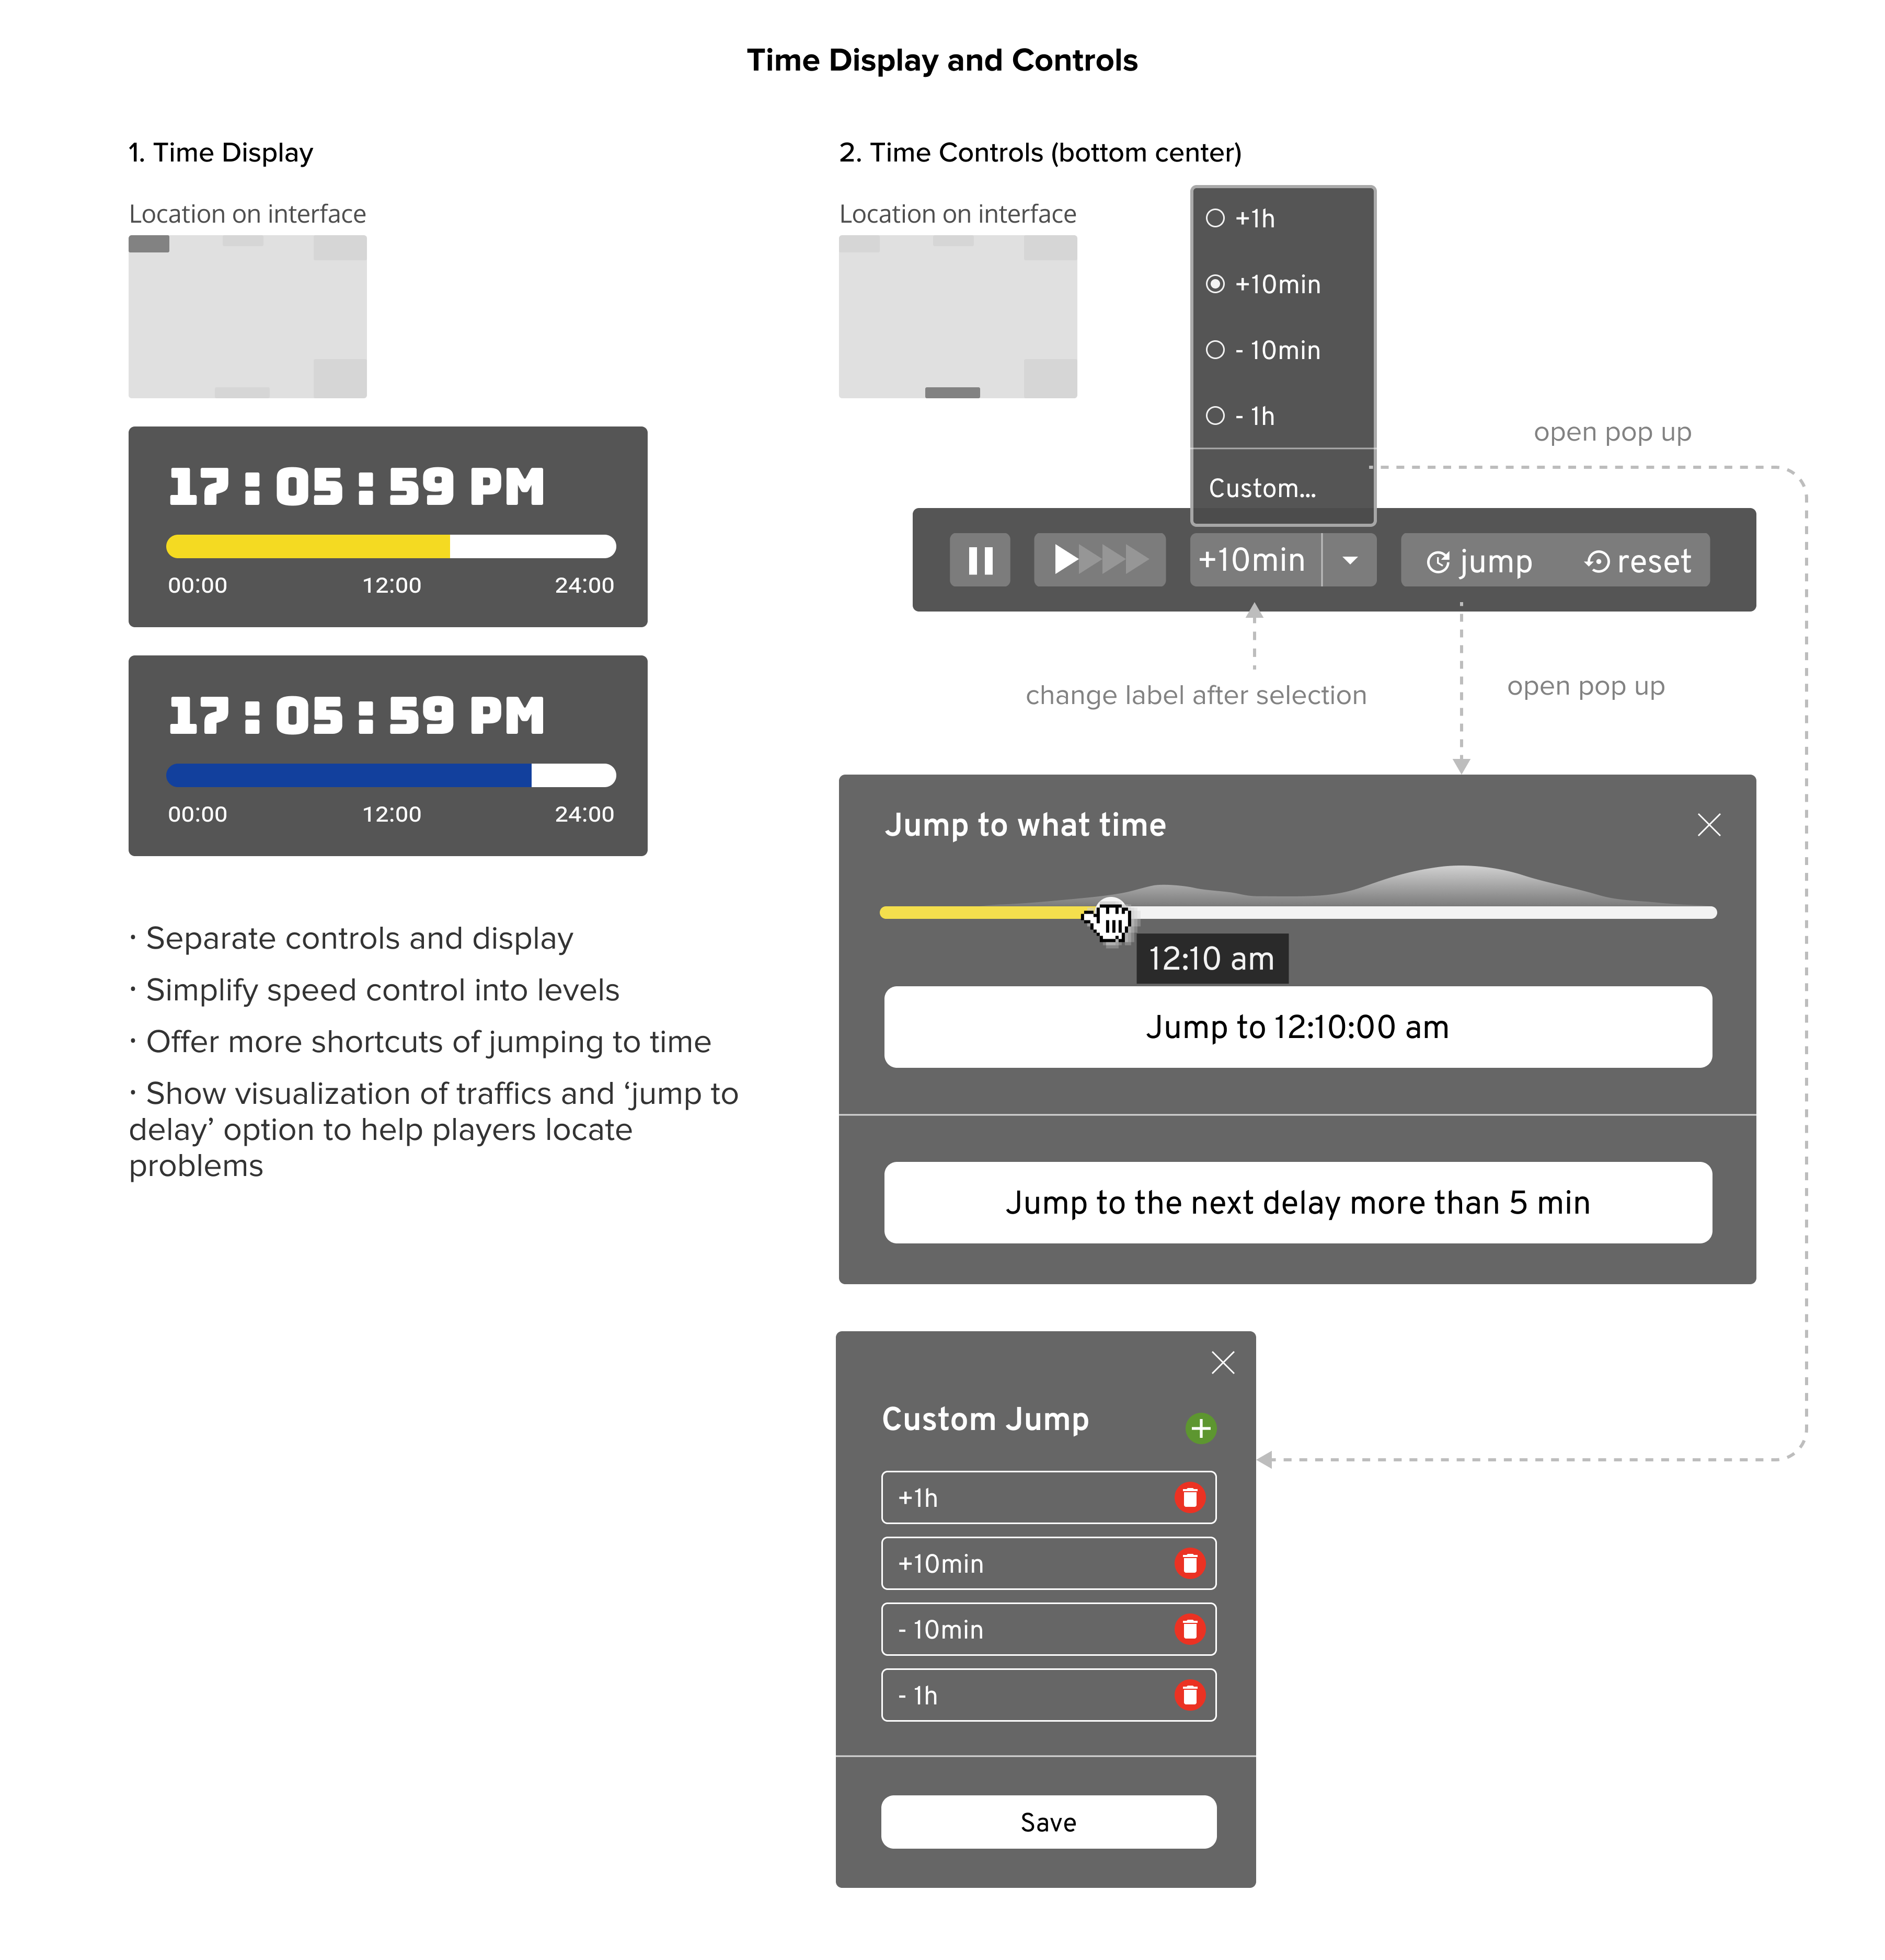 Time Display and Controls
1. Time Display
Location on interface
17 : 05 : 59 PM
00:00 12:00 24:00
17 : 05 : 59 PM
00:00 12:00 24:00
· Separate controls and display
· Simplify speed control into levels
· Offer more shortcuts of jumping to time
· Show visualization of traffics and ‘jump to
delay’ option to help players locate
problems
2. Time Controls (bottom center)
Location on interface
+1h
+10min
- 10min
- 1h
Custom...
open pop up
+10min
jump
reset
change label after selection
open pop up
Jump to what time
12:10 am
Jump to 12:10:00 am
Jump to the next delay more than 5 min
Custom Jump
+1h
+10min
- 10min
- 1h
Save